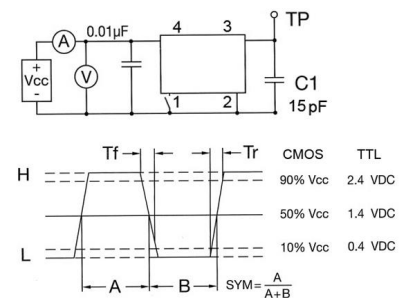 TP
4 3
A 0.01µF
+
Vcc
-
V
C1
15pF
1 2
Tf Tr CMOS TTL
H 90% Vcc 2.4 VDC
50% Vcc 1.4 VDC
L 10% Vcc 0.4 VDC
A B SYM= A
A+B